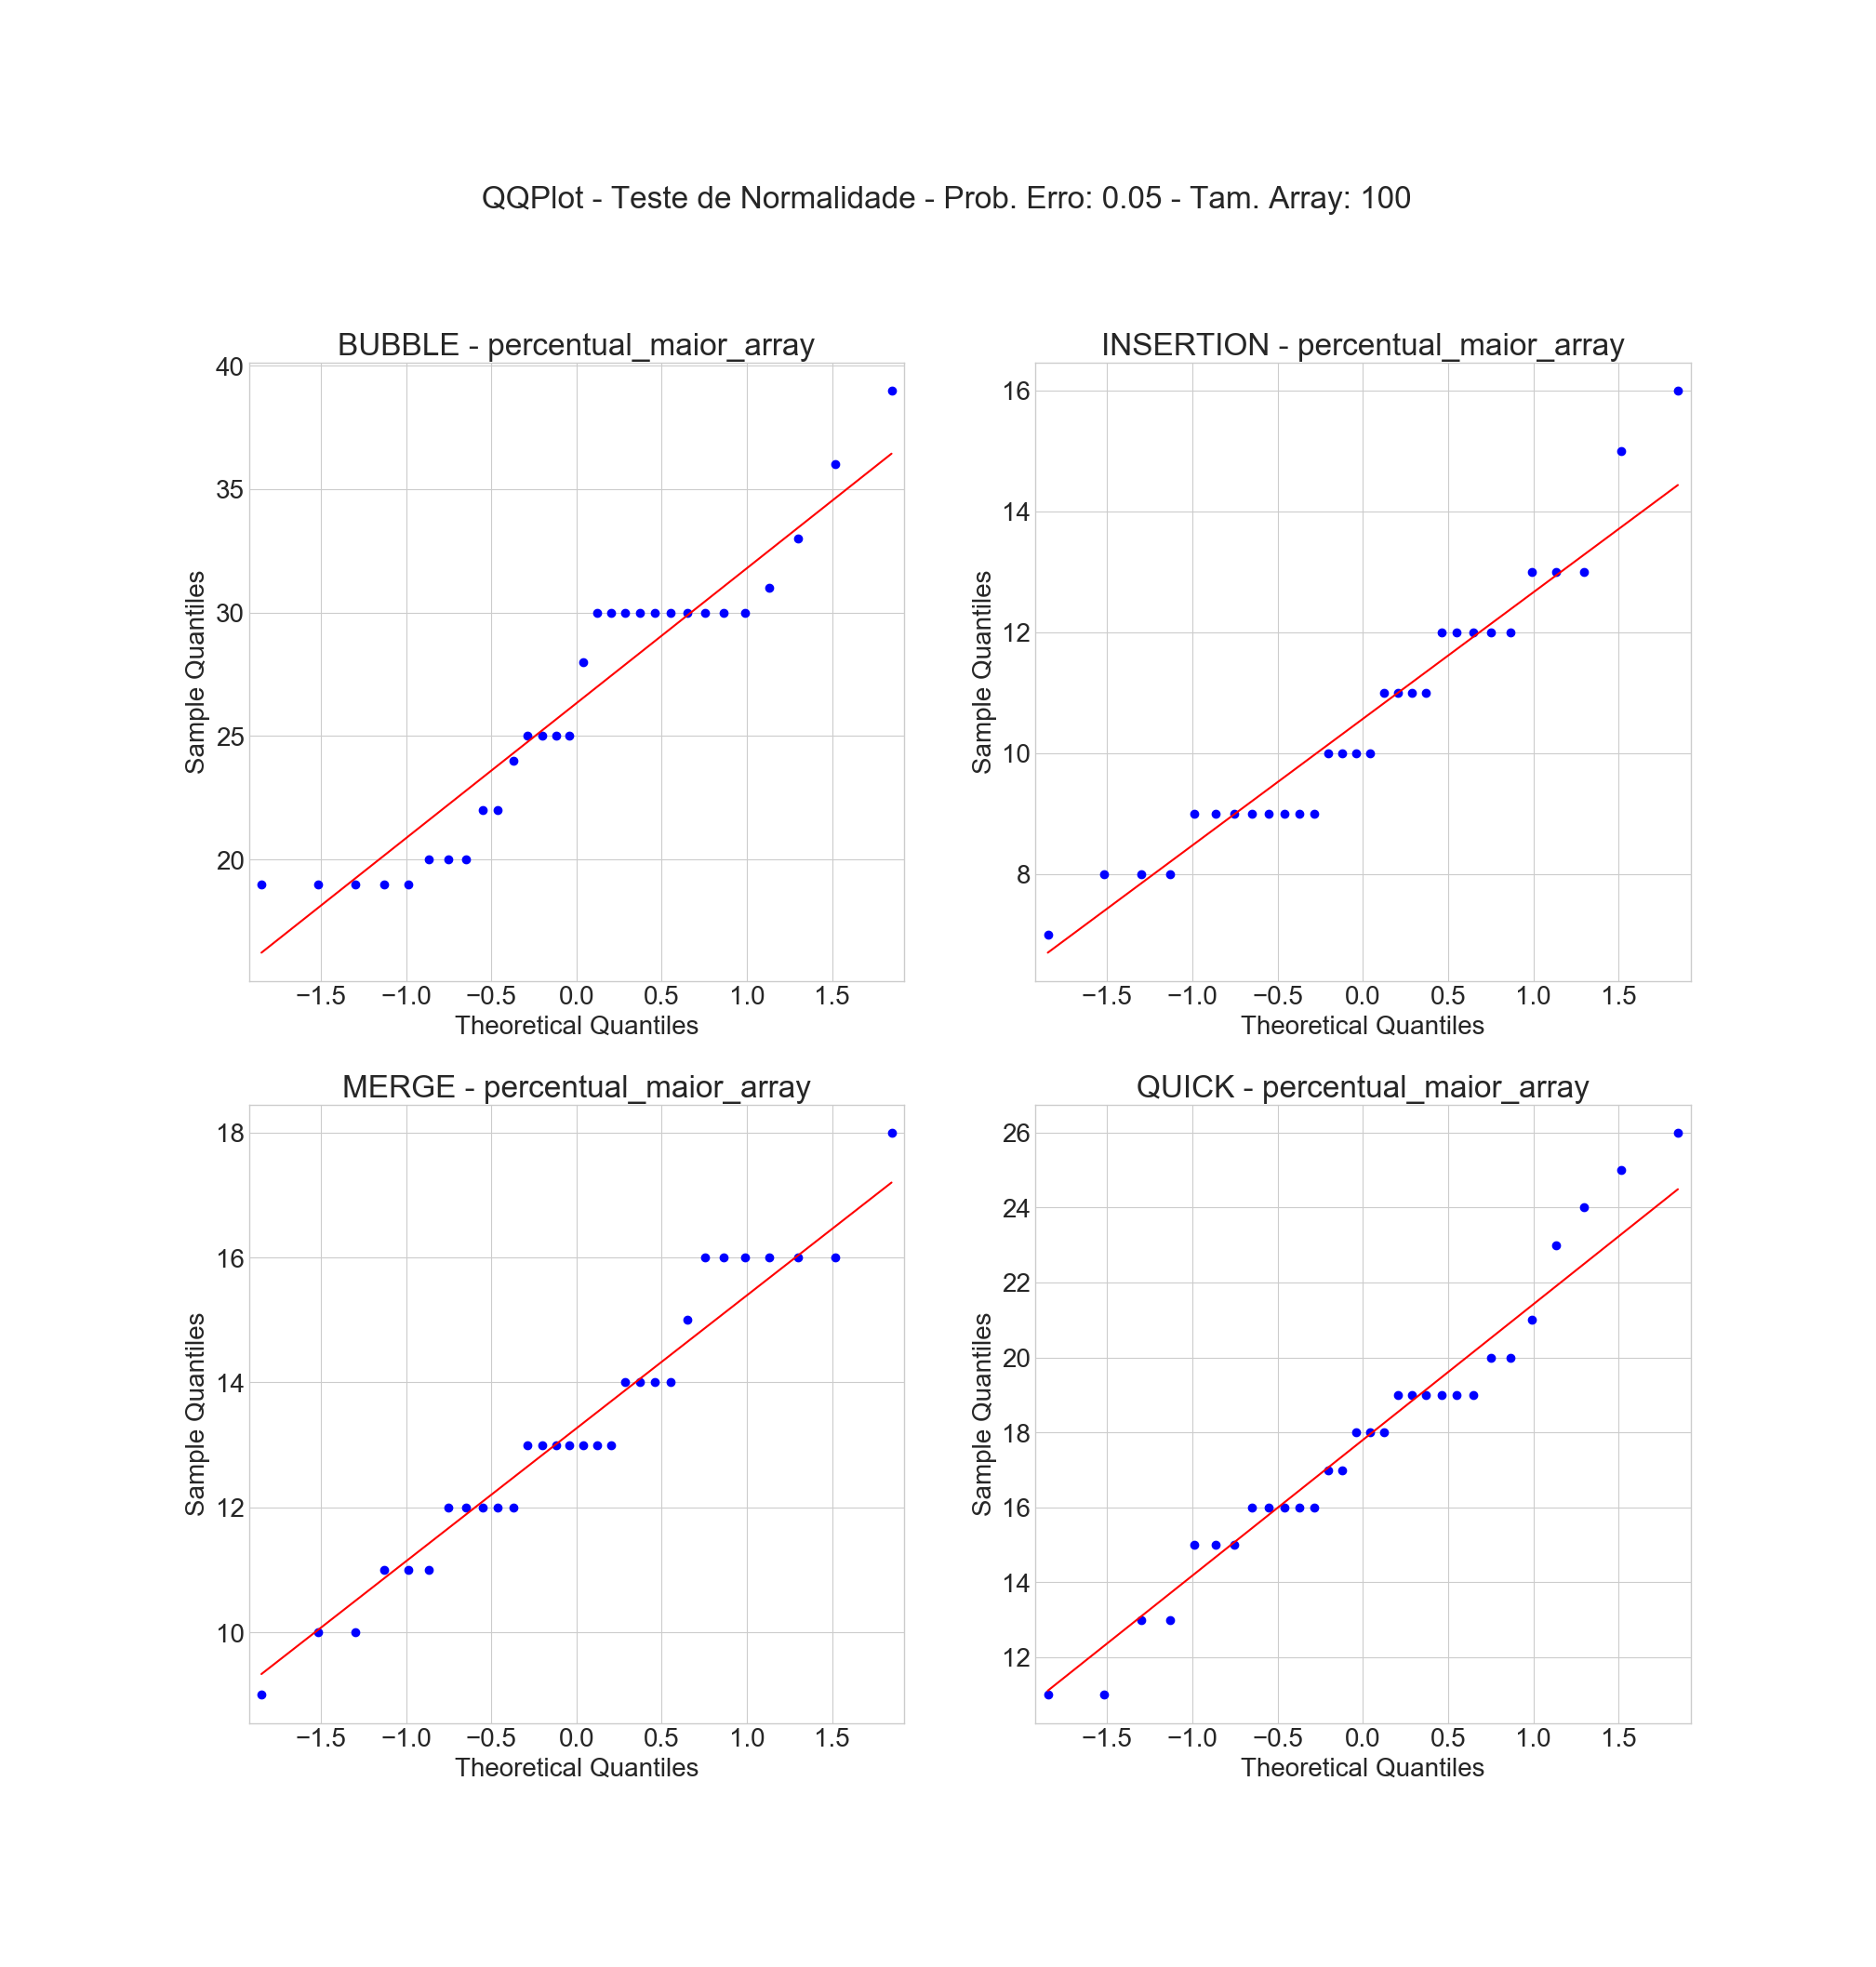 QQPlot - Teste de Normalidade - Prob. Erro: 0.05 - Tam. Array: 100
BUBBLE - percentual_maior_array
40
35
30
25
20
Sample Quantiles
−1.5 −1.0 −0.5 0.0 0.5 1.0 1.5
Theoretical Quantiles
INSERTION - percentual_maior_array
16
14
12
10
8
Sample Quantiles
−1.5 −1.0 −0.5 0.0 0.5 1.0 1.5
Theoretical Quantiles
MERGE - percentual_maior_array
18
16
14
12
10
Sample Quantiles
−1.5 −1.0 −0.5 0.0 0.5 1.0 1.5
Theoretical Quantiles
QUICK - percentual_maior_array
26
24
22
20
18
16
14
12
Sample Quantiles
−1.5 −1.0 −0.5 0.0 0.5 1.0 1.5
Theoretical Quantiles